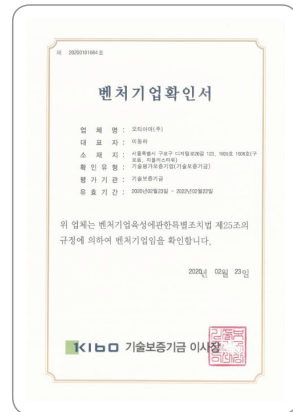 제 20200101884 호
벤처기업확인서
업 체 명 : 코리아아이(주)
대 표 자 : 이동허
소 재 지 : 서울특별시 구로구 디지털로26길 123, 1905호 1906호(구로동, 지플러스타워)
확 인 유 형 : 기술평가보증기업(기술보증기금)
평 가 기 관 : 기술보증기금
유 효 기 간 : 2020년02월23일 ~ 2022년02월22일
위 업체는 벤처기업육성에관한특별조치법 제25조의
규정에 의하여 벤처기업임을 확인합니다.
2020년 02월 23일
KIBO 기술보증기금 이사장